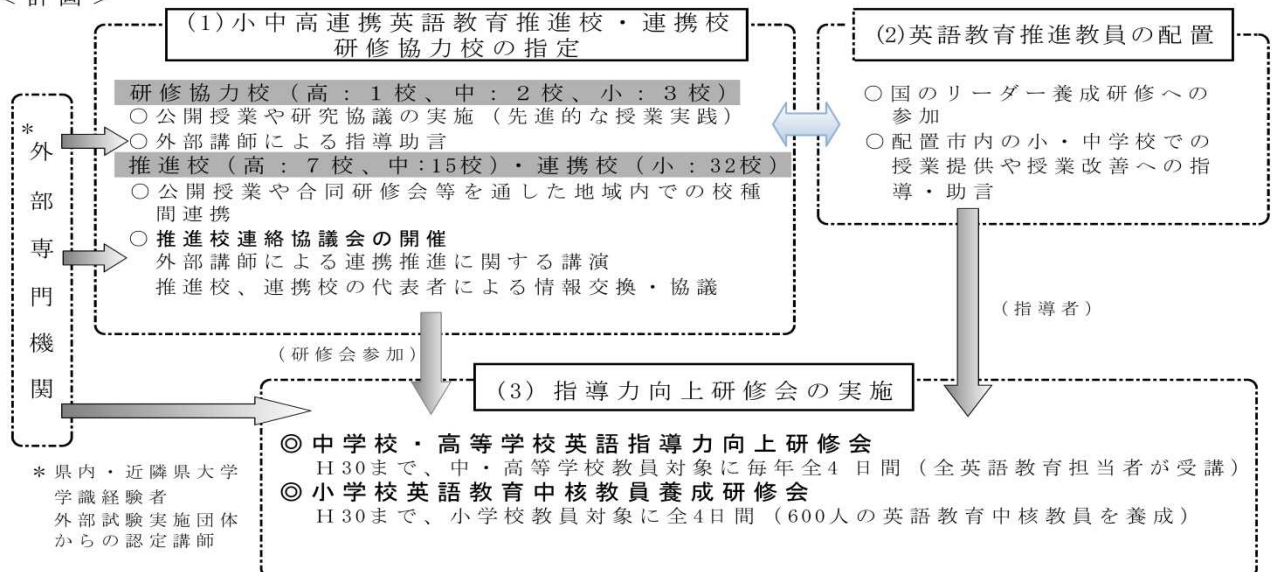 ＜計画＞
(1)小中高連携英語教育推進校・連携校
研修協力校の指定
研修協力校（高：1校、中：2校、小：3校）
○公開授業や研究協議の実施（先進的な授業実践）
○外部講師による指導助言
推進校（高：7校、中：15校）・連携校（小：32校）
○公開授業や合同研修会等を通した地域内での校種
間連携
○推進校連絡協議会の開催
外部講師による連携推進に関する講演
推進校、連携校の代表者による情報交換・協議
(2)英語教育推進教員の配置
○国のリーダー養成研修への
参加
○配置市内の小・中学校での
授業提供や授業改善への指
導・助言
*外部専門機関
（研修会参加）
（指導者）
(3) 指導力向上研修会の実施
◎中学校・高等学校英語指導力向上研修会
H30まで、中・高等学校教員対象に毎年全4日間（全英語教育担当者が受講）
◎小学校英語教育中核教員養成研修会
H30まで、小学校教員対象に全4日間（600人の英語教育中核教員を養成）
*県内・近隣県大学
学識経験者
外部試験実施団体
からの認定講師